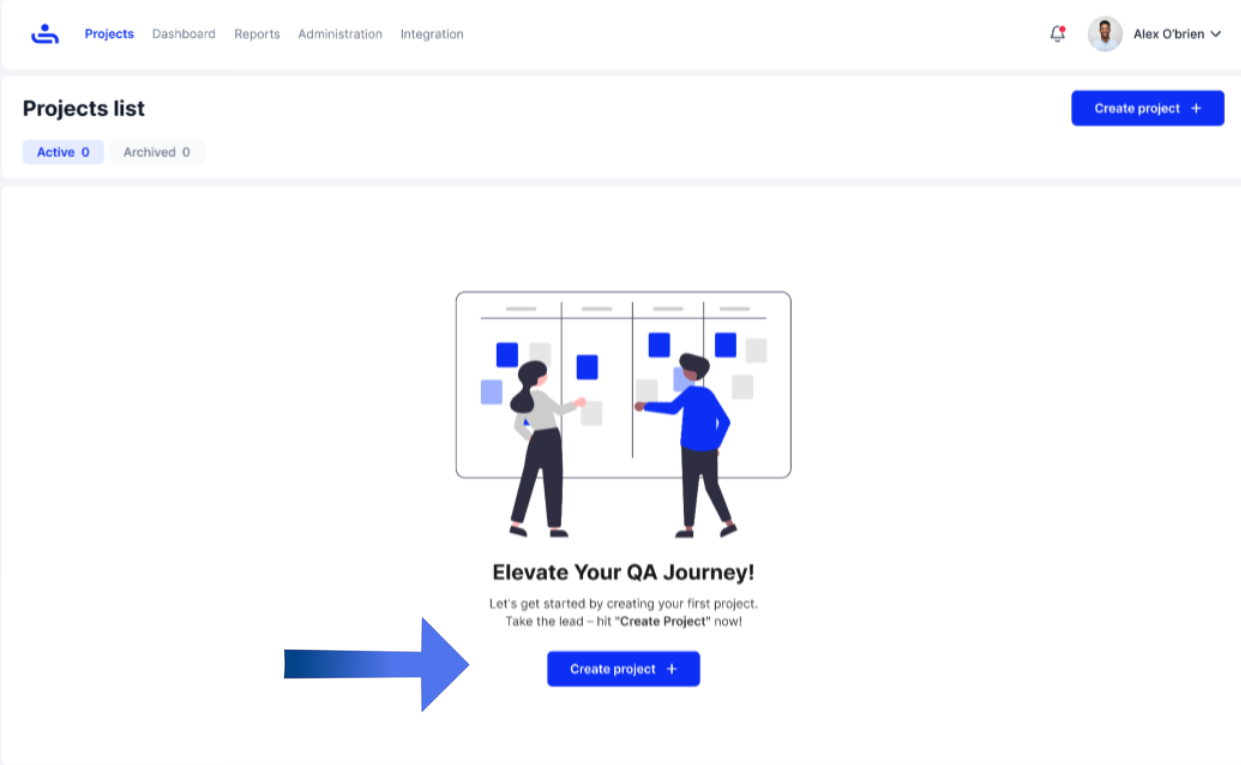 Projects Dashboard Reports Administration Integration Alex O'brien
Projects list
Create project +
Active 0 Archived 0
Elevate Your QA Journey!
Let's get started by creating your first project.
Take the lead – hit "Create Project" now!
Create project +